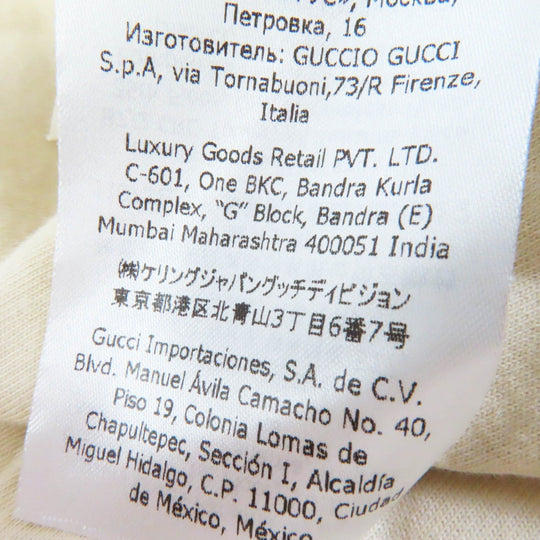 Петровка, 16
Изготовитель: GUCCIO GUCCI
S.p.A, via Tornabuoni,73/R Firenze,
Italia
Luxury Goods Retail PVT. LTD.
C-601, One BKC, Bandra Kurla
Complex, "G" Block, Bandra (E)
Mumbai Maharashtra 400051 India
㈱ケリングジャパングッチディビジョン
東京都港区北青山3丁目6番7号
Gucci Importaciones, S.A. de C.V.
Blvd. Manuel Ávila Camacho No. 40,
Piso 19, Colonia Lomas de
Chapultepec, Sección I, Alcaldía
Miguel Hidalgo, C.P. 11000, Ciudad
de México, México